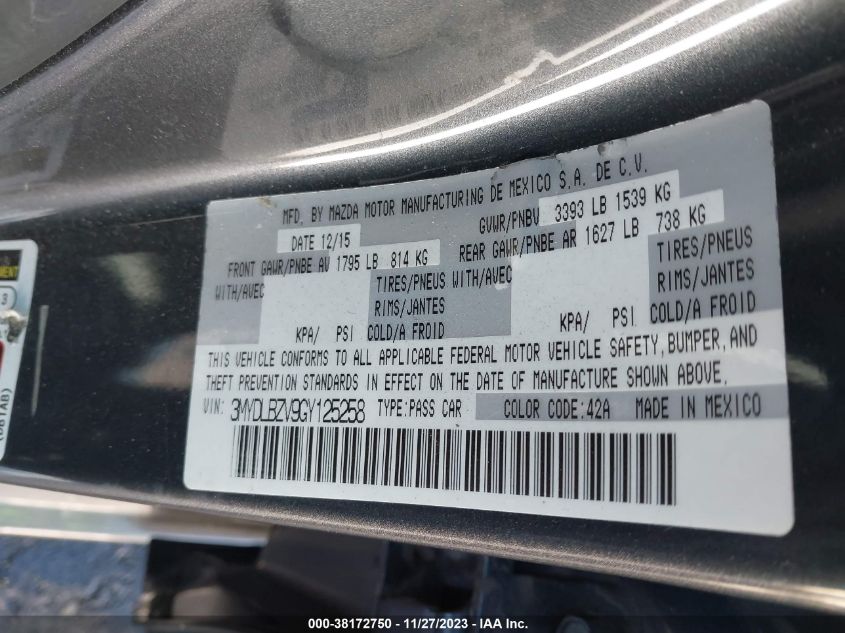 MFD. BY MAZDA MOTOR MANUFACTURING DE MEXICO S.A. DE C.V.
DATE 12/15 GVWR/PNBV 3393 LB 1539 KG
FRONT GAWR/PNBE AV 1795 LB 814 KG REAR GAWR/PNBE AR 1627 LB 738 KG
WITH/AVEC TIRES/PNEUS WITH/AVEC TIRES/PNEUS
RIMS/JANTES RIMS/JANTES
KPA/ PSI COLD/A FROID KPA/ PSI COLD/A FROID
THIS VEHICLE CONFORMS TO ALL APPLICABLE FEDERAL MOTOR VEHICLE SAFETY, BUMPER, AND
THEFT PREVENTION STANDARDS IN EFFECT ON THE DATE OF MANUFACTURE SHOWN ABOVE.
VIN: 3MYDLBZV9GY125258 TYPE:PASS CAR COLOR CODE:42A MADE IN MEXICO
(DB1AB)
000-38172750 - 11/27/2023 - IAA Inc.